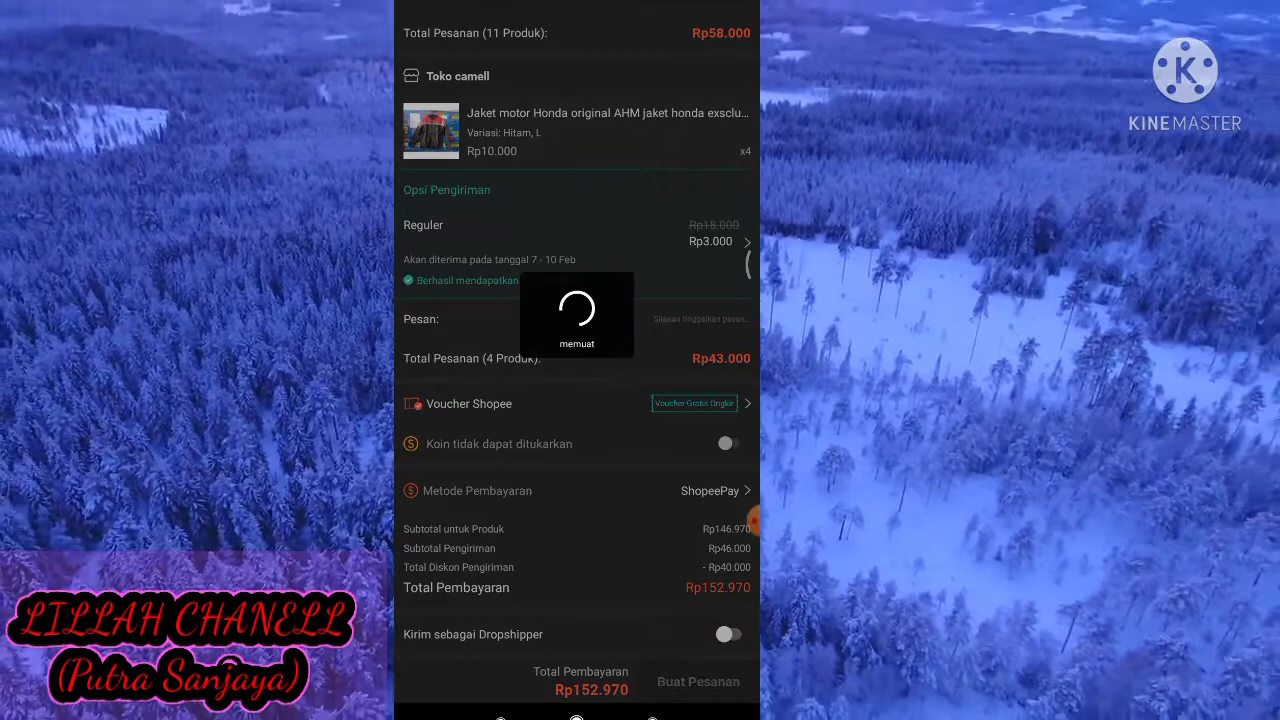 Total Pesanan (11 Produk): Rp58.000
Toko camell
Jaket motor Honda original AHM jaket honda exsclu...
Variasi: Hitam, L
Rp10.000 x4
Opsi Pengiriman
Reguler Rp18.000
Rp3.000
Akan diterima pada tanggal 7 - 10 Feb
Berhasil mendapatkan
memuat
Pesan: Silakan tinggalkan pesan...
Total Pesanan (4 Produk): Rp43.000
Voucher Shopee Voucher Gratis Ongkir
Koin tidak dapat ditukarkan
Metode Pembayaran ShopeePay
Subtotal untuk Produk Rp146.970
Subtotal Pengiriman Rp46.000
Total Diskon Pengiriman - Rp40.000
Total Pembayaran Rp152.970
Kirim sebagai Dropshipper
Total Pembayaran
Rp152.970
Buat Pesanan
K
KINEMASTER
LILLAH CHANELL
(Putra Sanjaya)